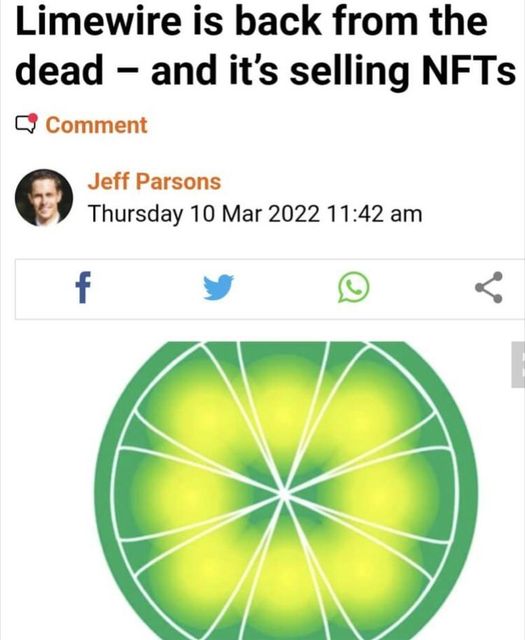 Limewire is back from the
dead – and it's selling NFTs
Comment
Jeff Parsons
Thursday 10 Mar 2022 11:42 am